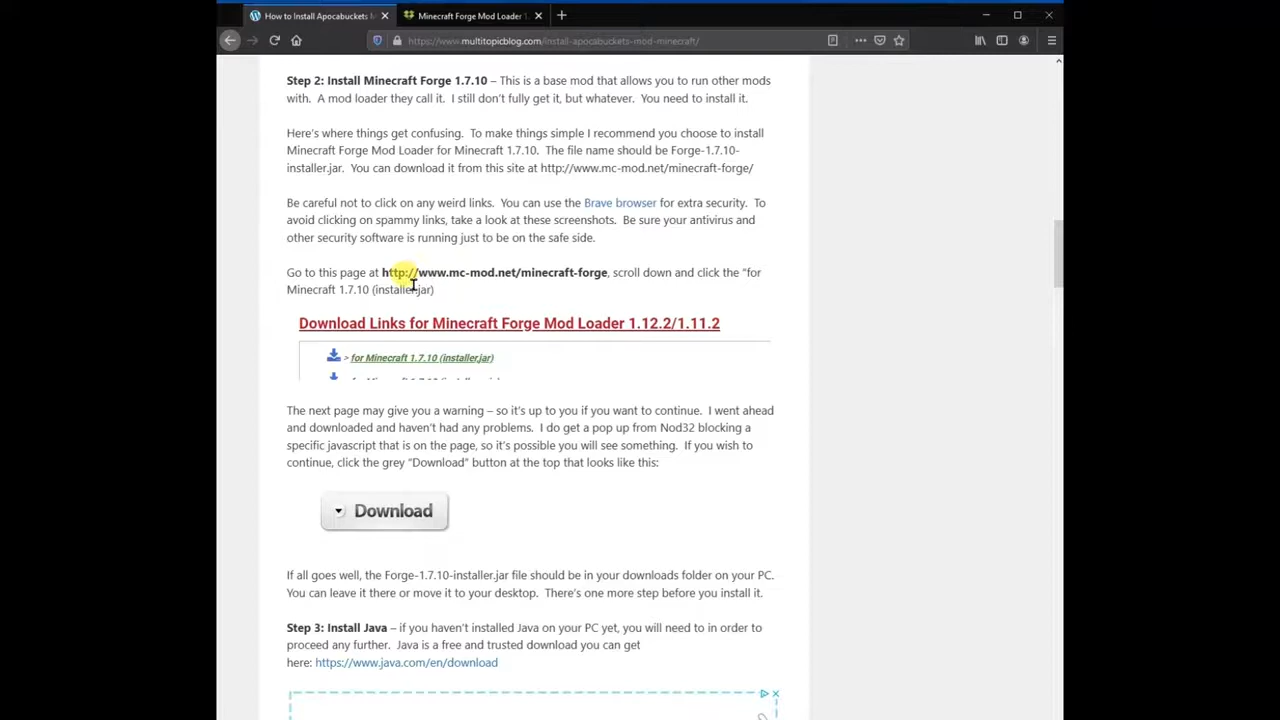 How to Install Apocabuckets M
Minecraft Forge Mod Loader 1.
https://www.multitopicblog.com/install-apocabuckets-mod-minecraft/
Step 2: Install Minecraft Forge 1.7.10 – This is a base mod that allows you to run other mods
with. A mod loader they call it. I still don't fully get it, but whatever. You need to install it.
Here's where things get confusing. To make things simple I recommend you choose to install
Minecraft Forge Mod Loader for Minecraft 1.7.10. The file name should be Forge-1.7.10-
installer.jar. You can download it from this site at http://www.mc-mod.net/minecraft-forge/
Be careful not to click on any weird links. You can use the Brave browser for extra security. To
avoid clicking on spammy links, take a look at these screenshots. Be sure your antivirus and
other security software is running just to be on the safe side.
Go to this page at http://www.mc-mod.net/minecraft-forge, scroll down and click the "for
Minecraft 1.7.10 (installer.jar)
Download Links for Minecraft Forge Mod Loader 1.12.2/1.11.2
> for Minecraft 1.7.10 (installer.jar)
The next page may give you a warning – so it's up to you if you want to continue. I went ahead
and downloaded and haven't had any problems. I do get a pop up from Nod32 blocking a
specific javascript that is on the page, so it's possible you will see something. If you wish to
continue, click the grey "Download" button at the top that looks like this:
Download
If all goes well, the Forge-1.7.10-installer.jar file should be in your downloads folder on your PC.
You can leave it there or move it to your desktop. There's one more step before you install it.
Step 3: Install Java – if you haven't installed Java on your PC yet, you will need to in order to
proceed any further. Java is a free and trusted download you can get
here: https://www.java.com/en/download